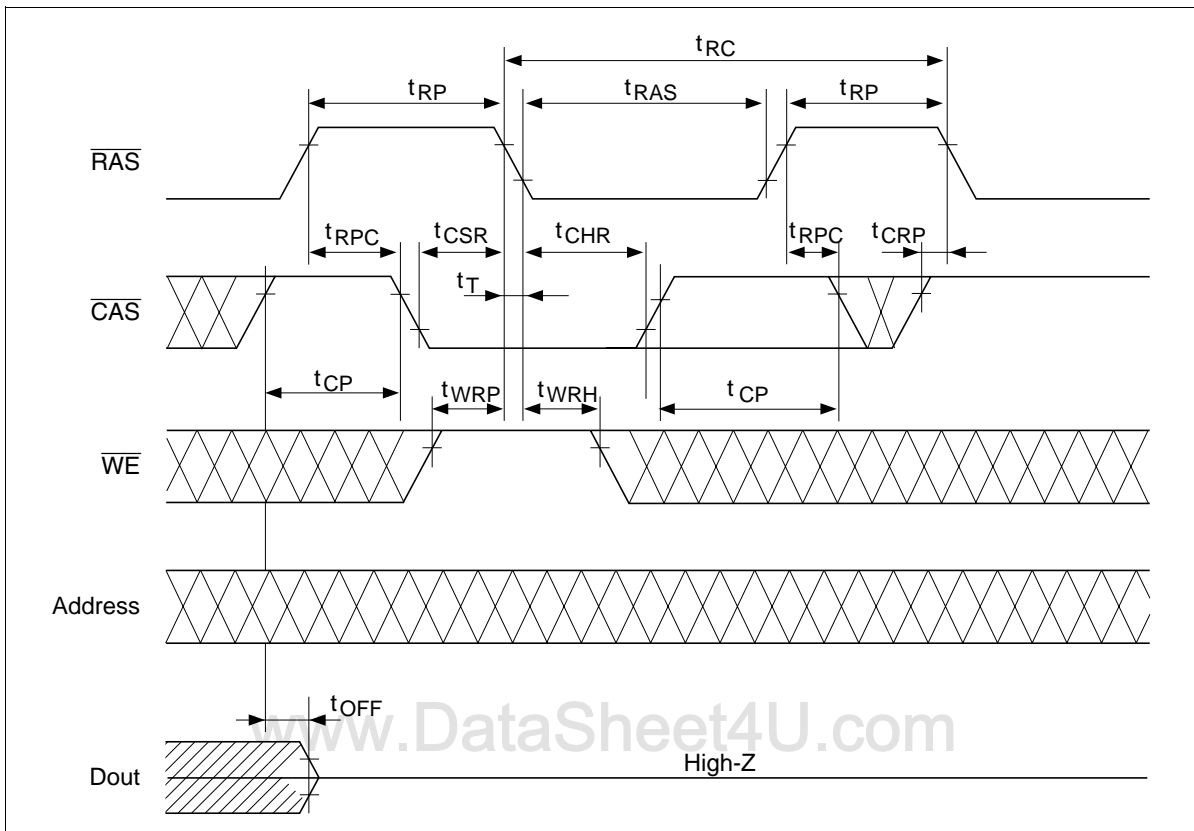 tRC
tRP tRAS tRP
RAS
tRPC tCSR tCHR tRPC tCRP
tT
CAS
tCP tWRP tWRH tCP
WE
Address
tOFF
www.DataSheet4U.com
High-Z
Dout